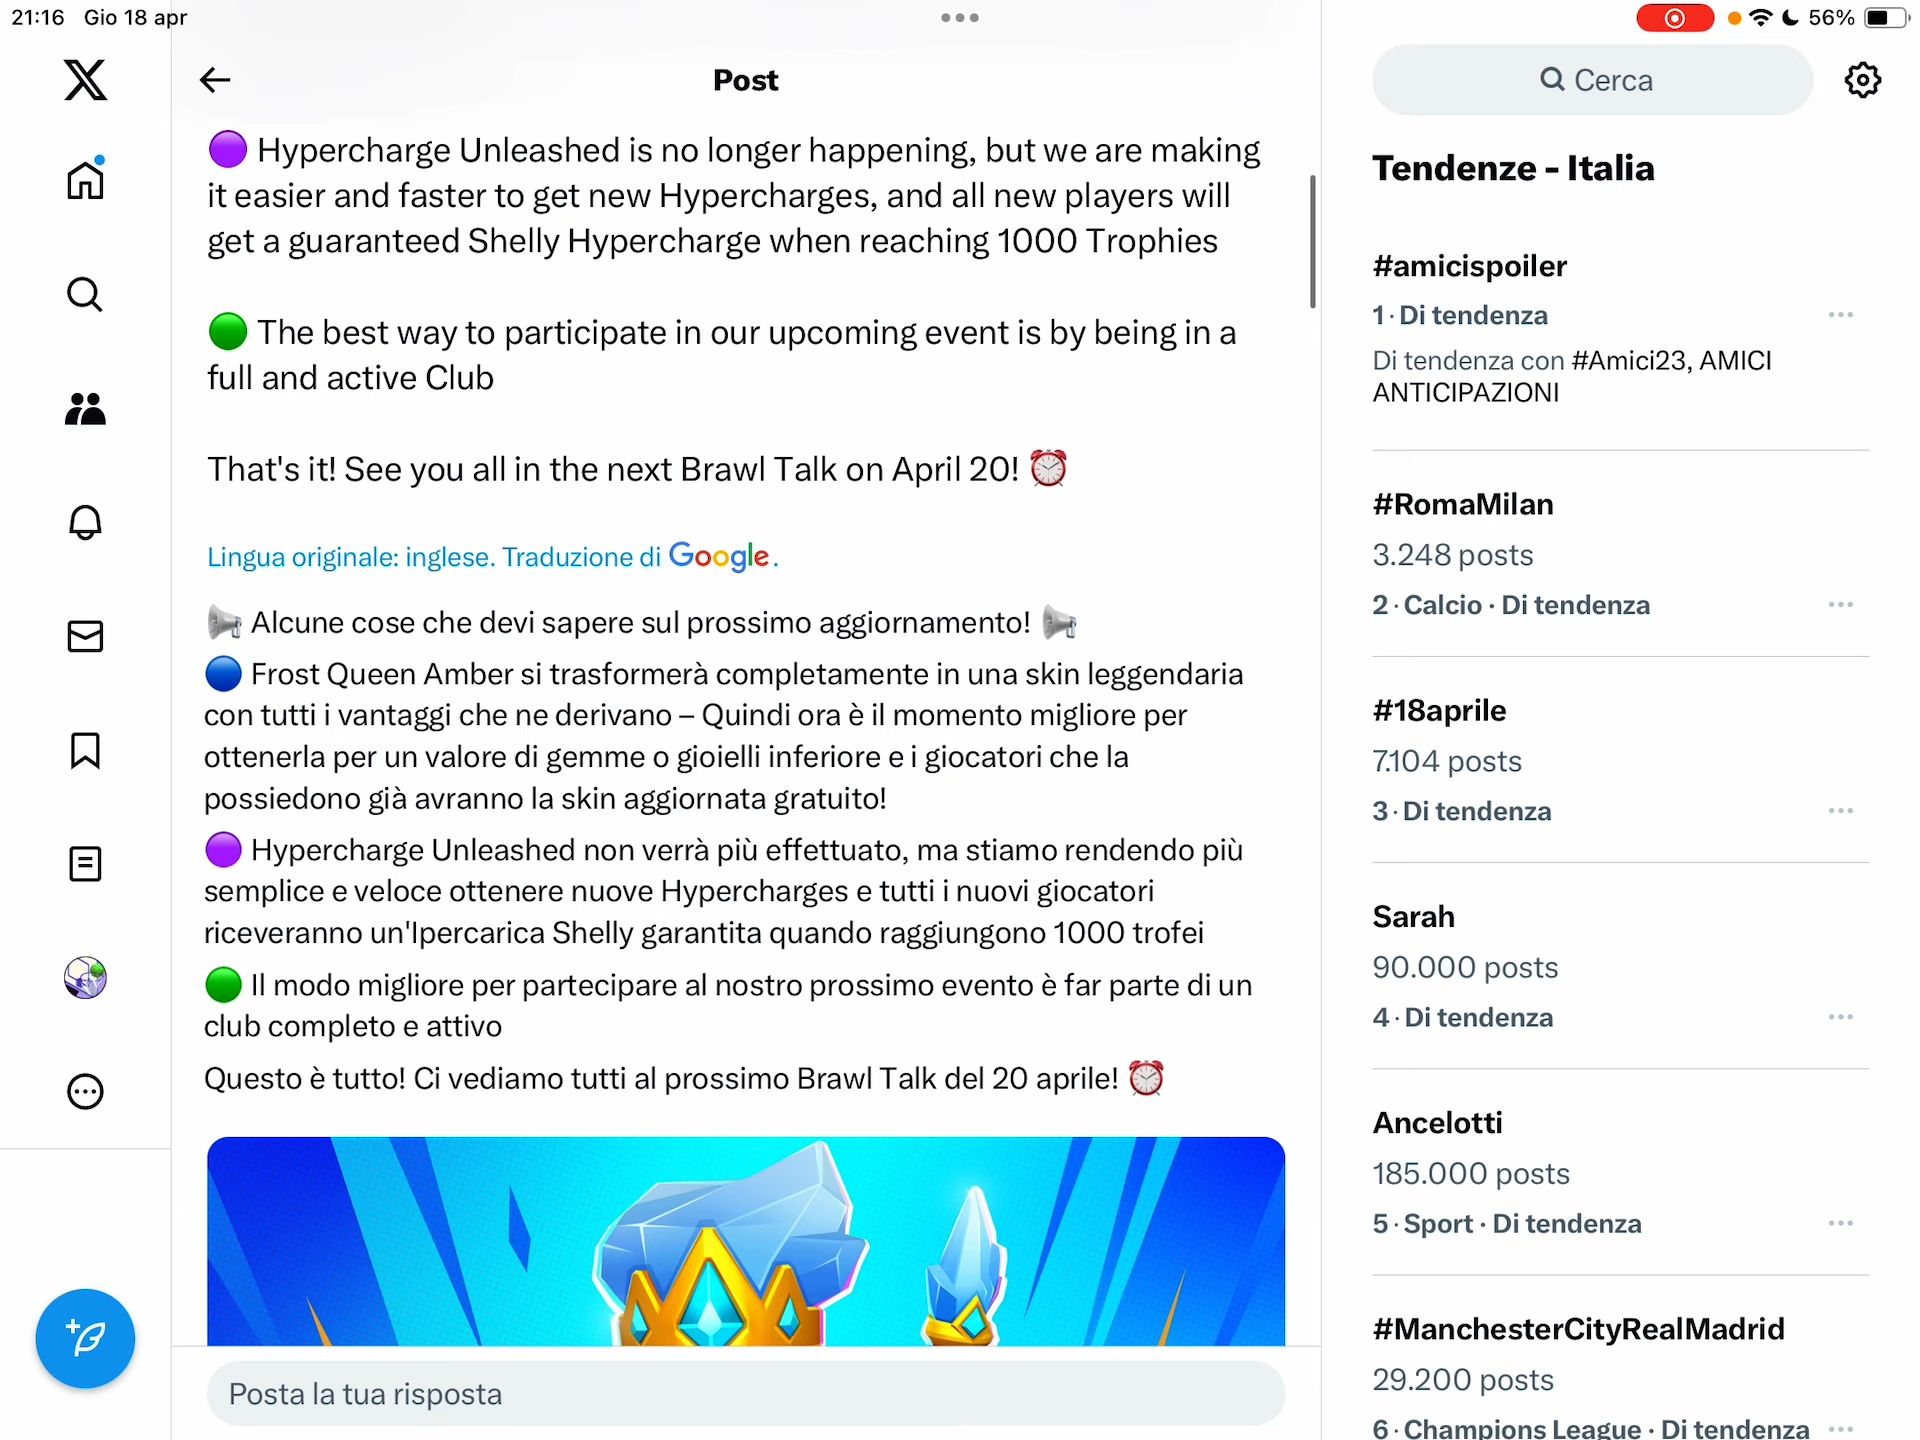 21:16 Gio 18 apr
56%
Post
Cerca
🟣 Hypercharge Unleashed is no longer happening, but we are making
it easier and faster to get new Hypercharges, and all new players will
get a guaranteed Shelly Hypercharge when reaching 1000 Trophies
🟢 The best way to participate in our upcoming event is by being in a
full and active Club
That's it! See you all in the next Brawl Talk on April 20! ⏰
Lingua originale: inglese. Traduzione di Google.
📢 Alcune cose che devi sapere sul prossimo aggiornamento! 📢
🔵 Frost Queen Amber si trasformerà completamente in una skin leggendaria
con tutti i vantaggi che ne derivano – Quindi ora è il momento migliore per
ottenerla per un valore di gemme o gioielli inferiore e i giocatori che la
possiedono già avranno la skin aggiornata gratuito!
🟣 Hypercharge Unleashed non verrà più effettuato, ma stiamo rendendo più
semplice e veloce ottenere nuove Hypercharges e tutti i nuovi giocatori
riceveranno un'Ipercarica Shelly garantita quando raggiungono 1000 trofei
🟢 Il modo migliore per partecipare al nostro prossimo evento è far parte di un
club completo e attivo
Questo è tutto! Ci vediamo tutti al prossimo Brawl Talk del 20 aprile! ⏰
Posta la tua risposta
Tendenze - Italia
#amicispoiler
1 · Di tendenza
Di tendenza con #Amici23, AMICI
ANTICIPAZIONI
#RomaMilan
3.248 posts
2 · Calcio · Di tendenza
#18aprile
7.104 posts
3 · Di tendenza
Sarah
90.000 posts
4 · Di tendenza
Ancelotti
185.000 posts
5 · Sport · Di tendenza
#ManchesterCityRealMadrid
29.200 posts
6 · Champions League · Di tendenza